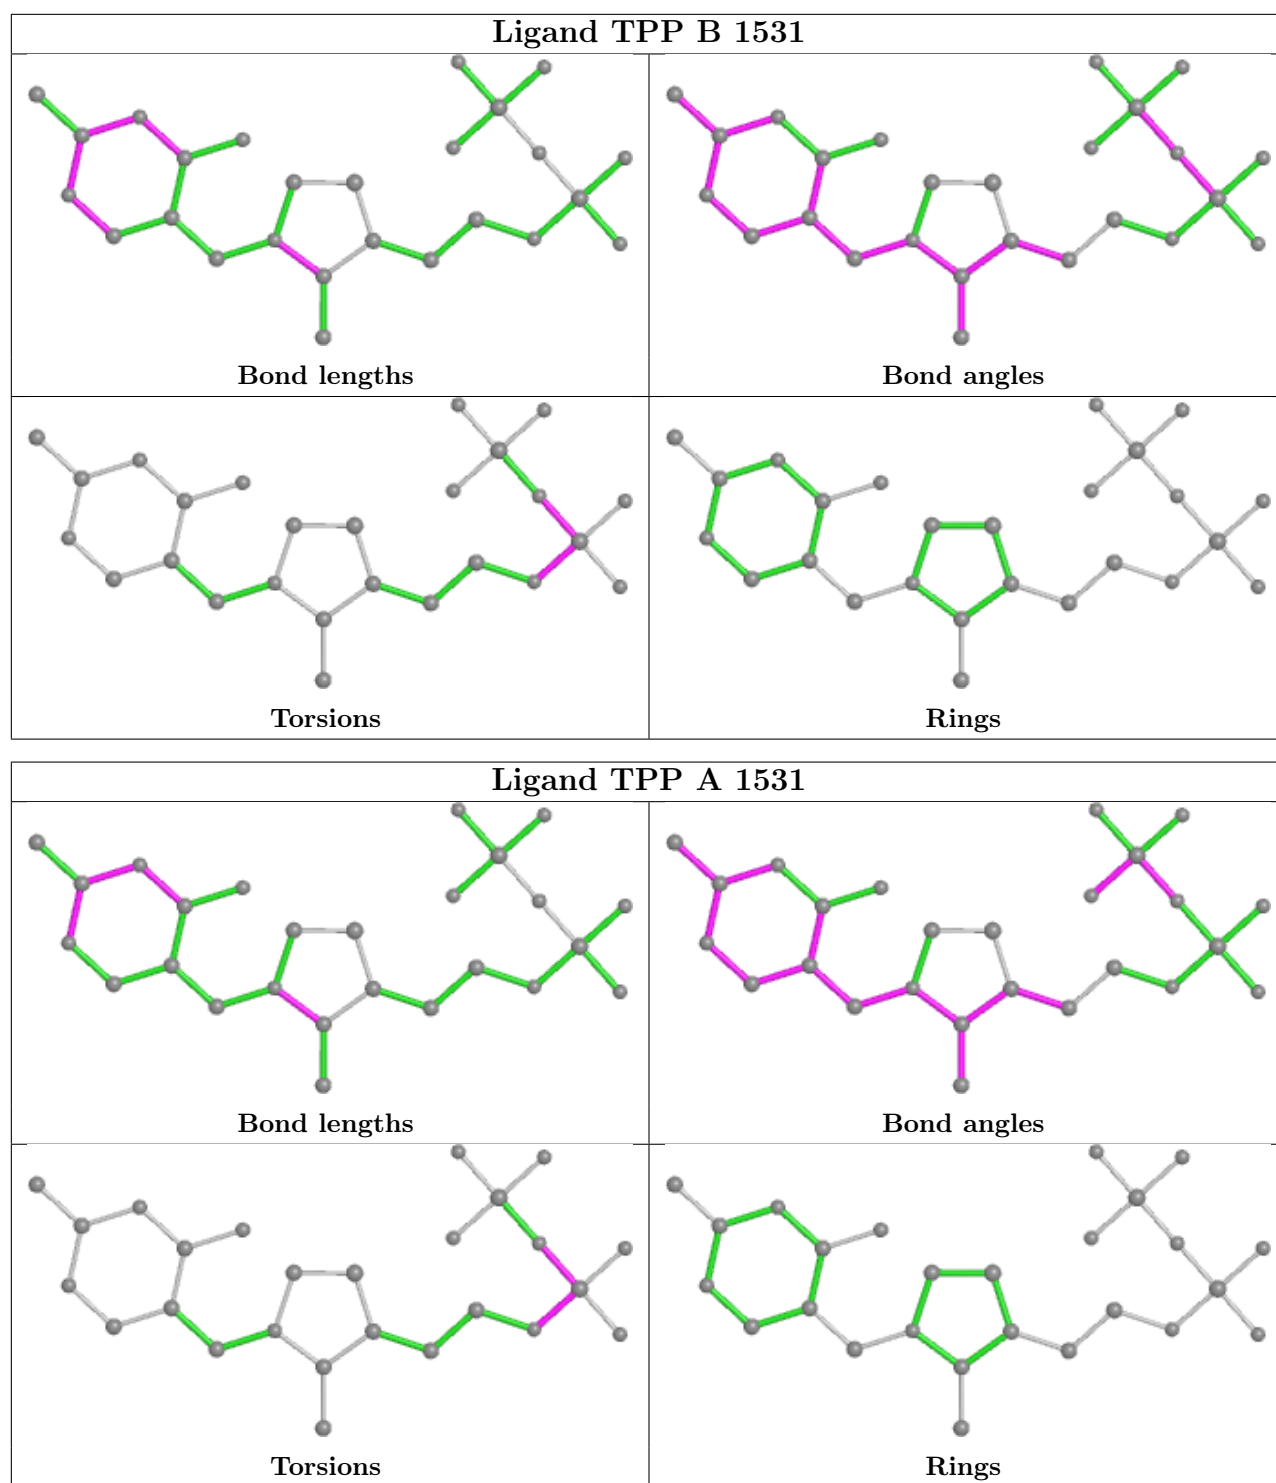 Ligand TPP B 1531
Bond lengths
Bond angles
Torsions
Rings
Ligand TPP A 1531
Bond lengths
Bond angles
Torsions
Rings